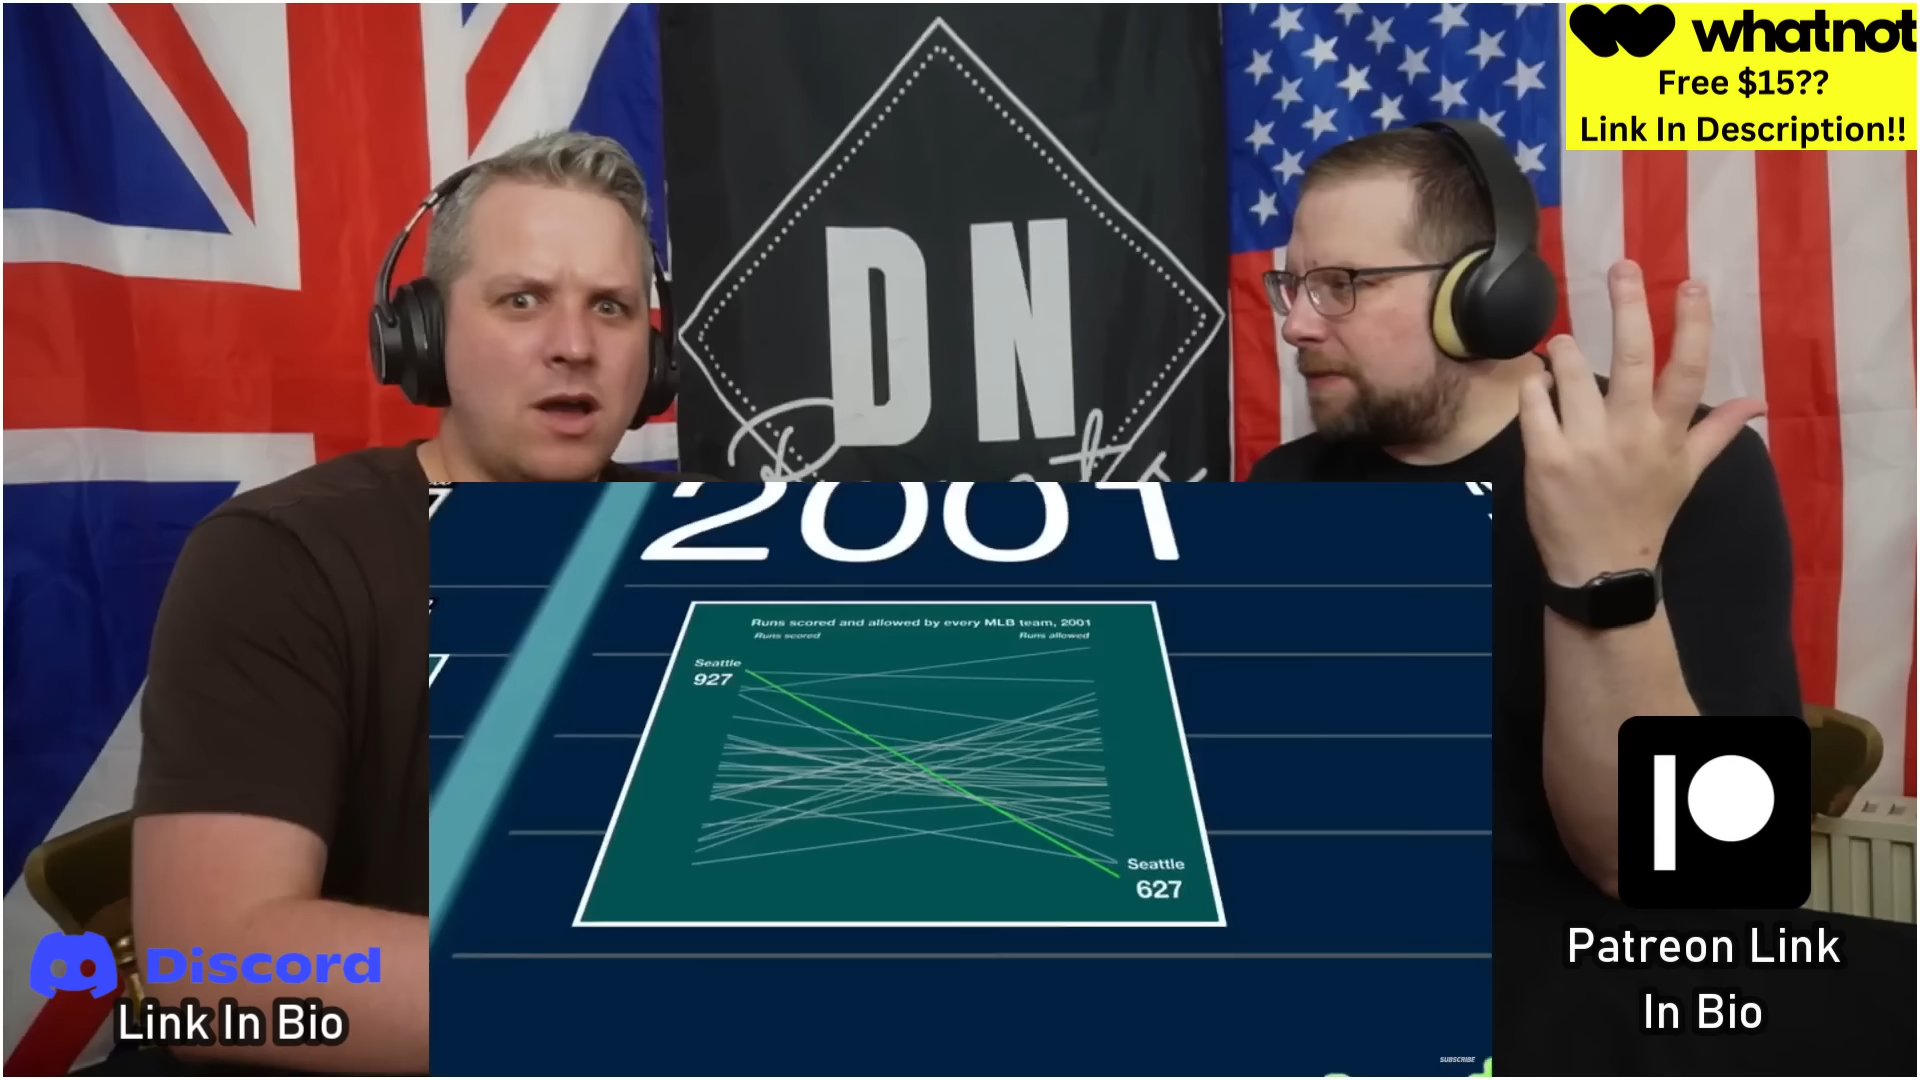 whatnot
Free $15??
Link In Description!!
DN
2001
Runs scored and allowed by every MLB team, 2001
Runs scored
Runs allowed
Seattle
927
Seattle
627
Discord
Link In Bio
Patreon Link
In Bio
SUBSCRIBE